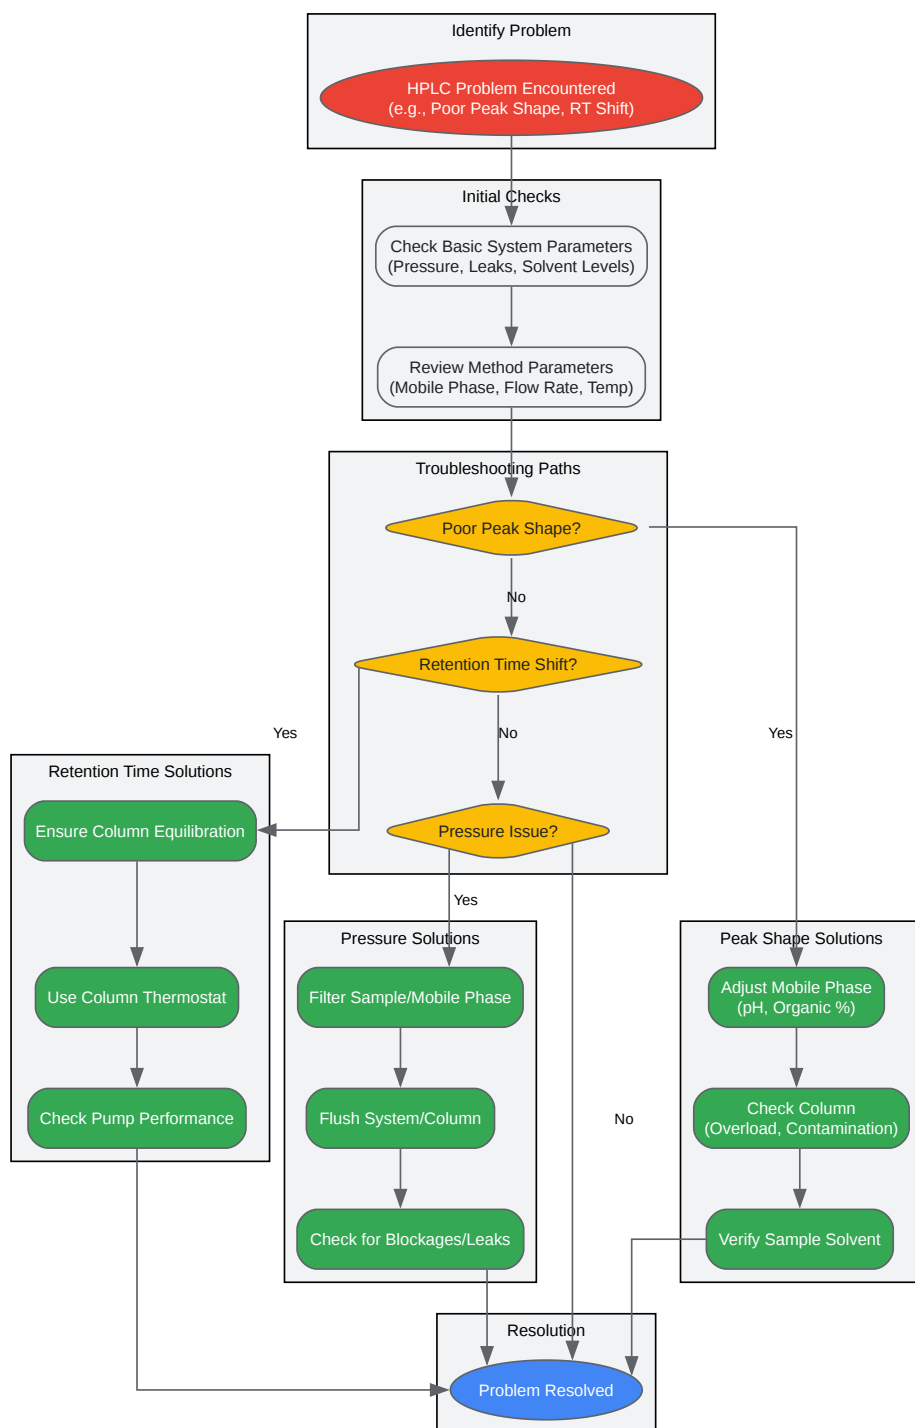 Identify Problem
HPLC Problem Encountered
(e.g., Poor Peak Shape, RT Shift)
Initial Checks
Check Basic System Parameters
(Pressure, Leaks, Solvent Levels)
Review Method Parameters
(Mobile Phase, Flow Rate, Temp)
Troubleshooting Paths
Poor Peak Shape?
No
Retention Time Shift?
Yes
No
Yes
Retention Time Solutions
Ensure Column Equilibration
Pressure Issue?
Yes
Pressure Solutions
Peak Shape Solutions
Use Column Thermostat
Filter Sample/Mobile Phase
Adjust Mobile Phase
(pH, Organic %)
Check Pump Performance
Flush System/Column
No
Check Column
(Overload, Contamination)
Check for Blockages/Leaks
Verify Sample Solvent
Resolution
Problem Resolved